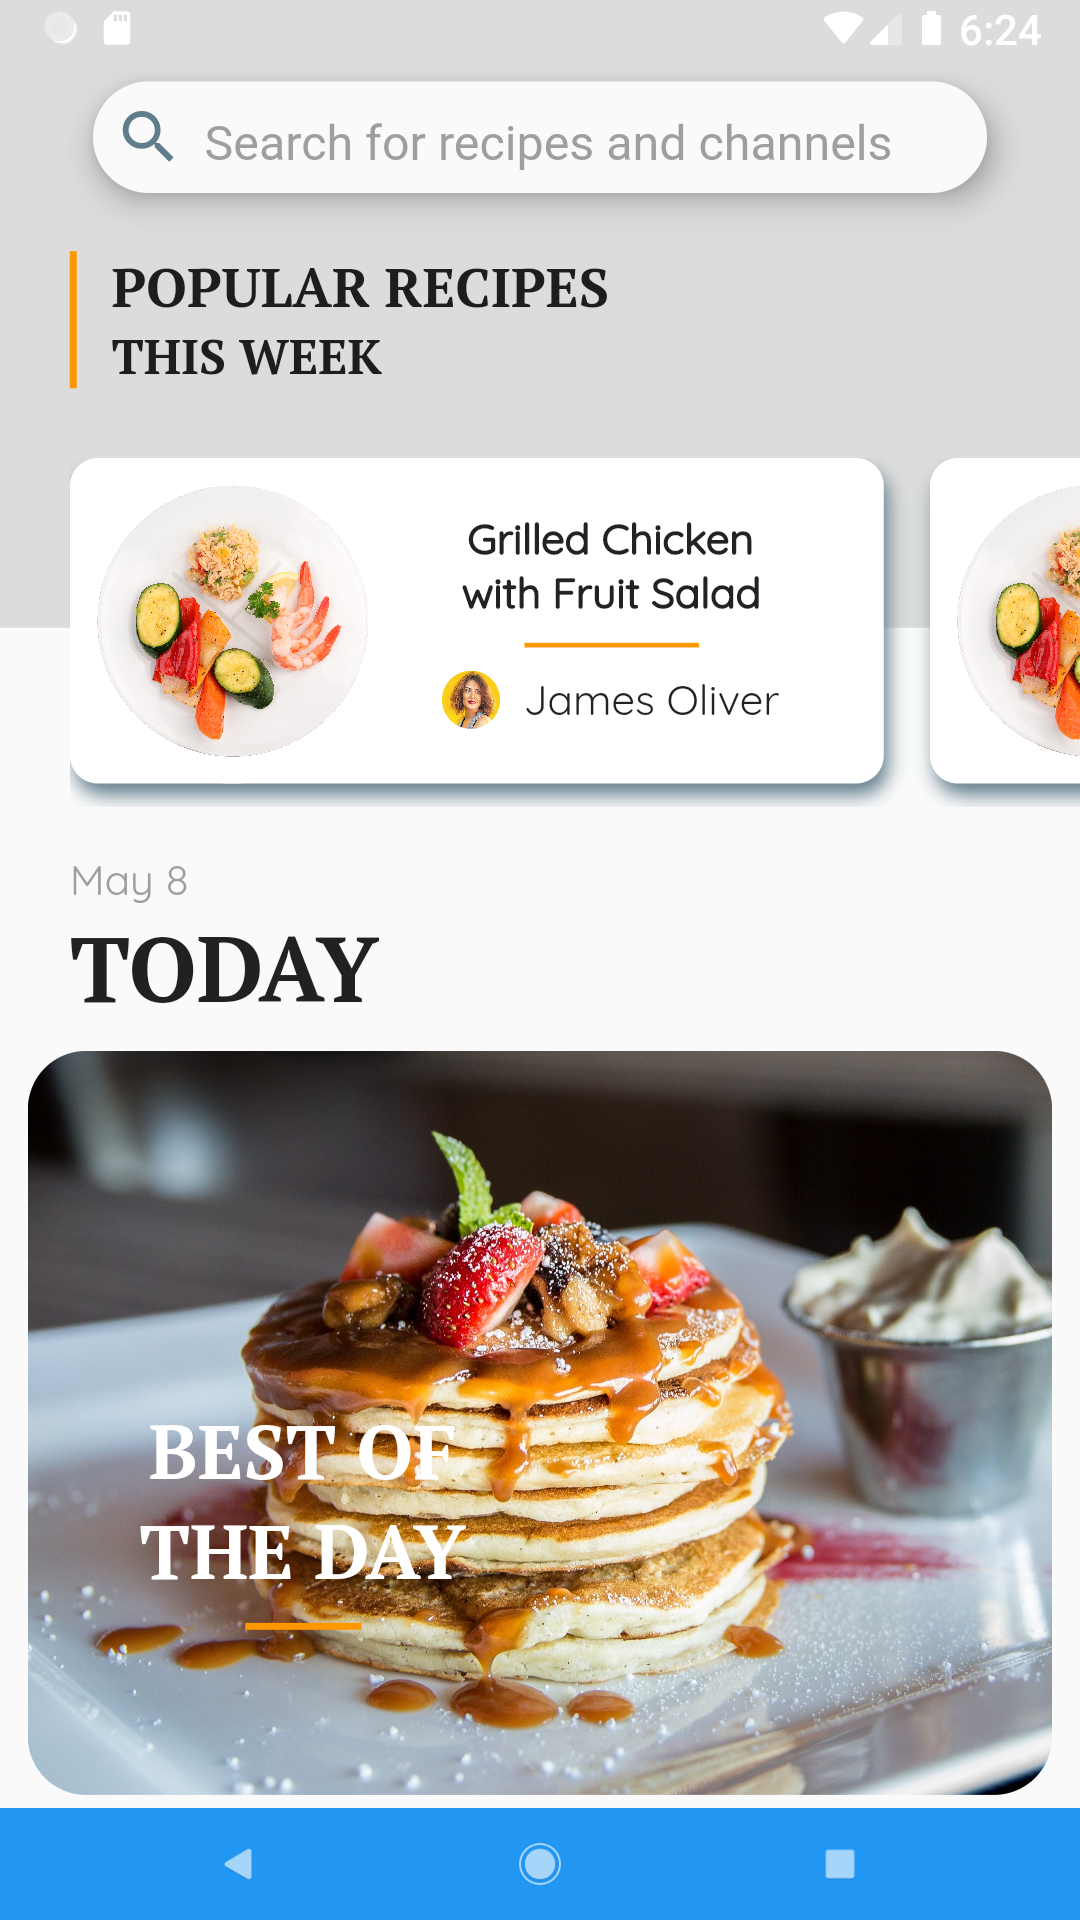 6:24
Search for recipes and channels
POPULAR RECIPES
THIS WEEK
Grilled Chicken
with Fruit Salad
James Oliver
May 8
TODAY
BEST OF
THE DAY